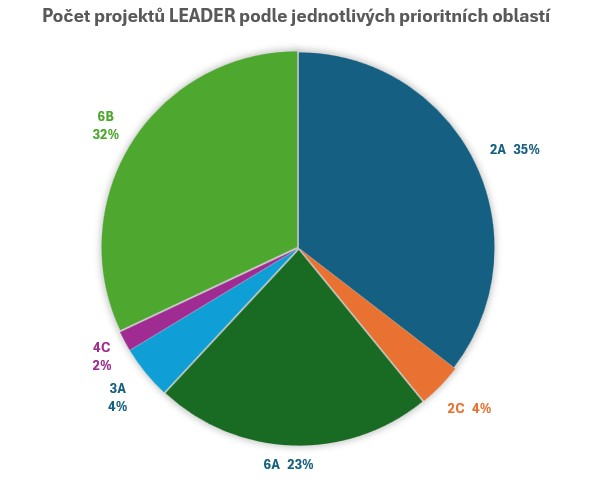 Počet projektů LEADER podle jednotlivých prioritních oblastí
6B
32%
2A 35%
4C
2%
3A
4%
2C 4%
6A 23%